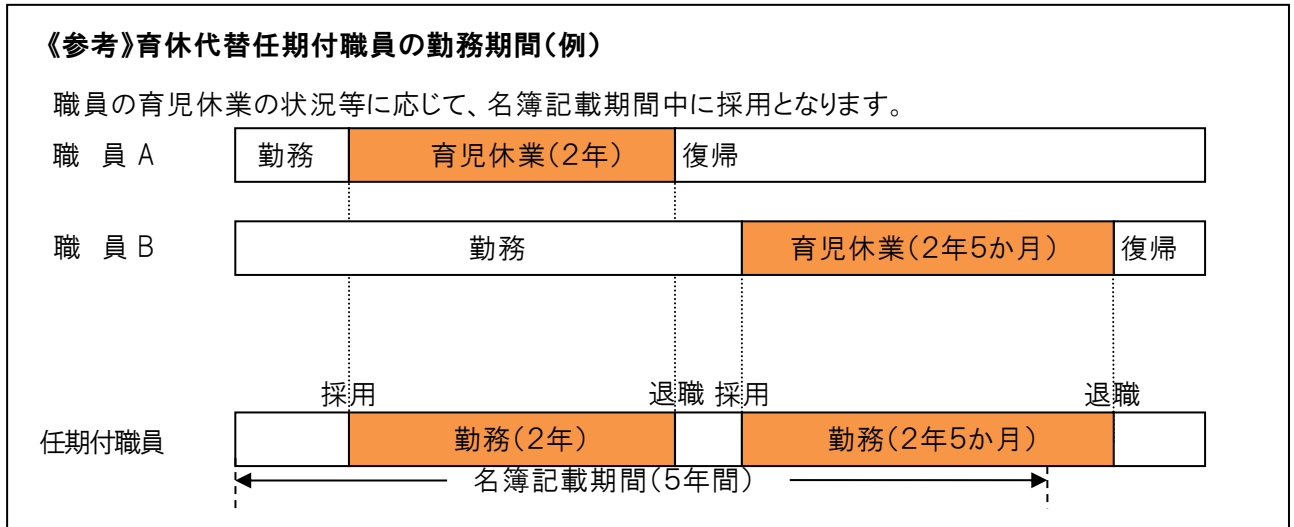 《参考》育休代替任期付職員の勤務期間(例)
職員の育児休業の状況等に応じて、名簿記載期間中に採用となります。
職 員 A 勤務 育児休業(2年) 復帰
職 員 B 勤務 育児休業(2年5か月) 復帰
採用 退職 採用 退職
任期付職員 勤務(2年) 勤務(2年5か月)
名簿記載期間(5年間)